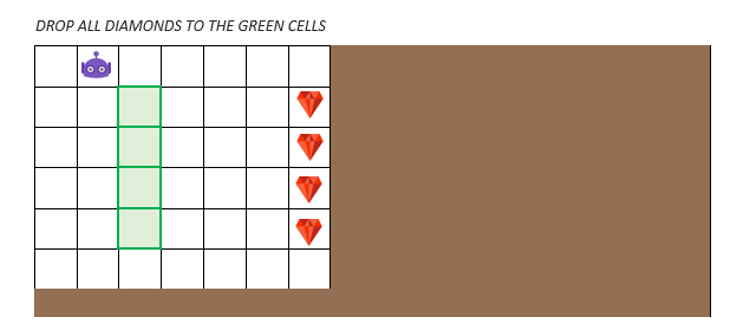 DROP ALL DIAMONDS TO THE GREEN CELLS